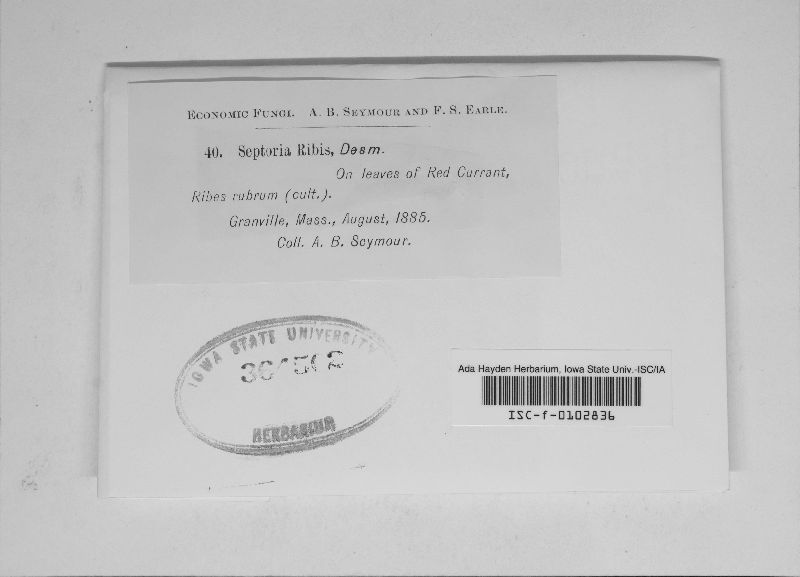 ECONOMIC FUNGI. A. B. SEYMOUR AND F. S. EARLE.
40. Septoria Ribis, Desm.
On leaves of Red Currant,
Ribes rubrum (cult.).
Granville, Mass., August, 1885.
Coll. A. B. Seymour.
IOWA STATE UNIVERSITY
HERBARIUM
Ada Hayden Herbarium, Iowa State Univ.-ISC/IA
ISC-f-0102836